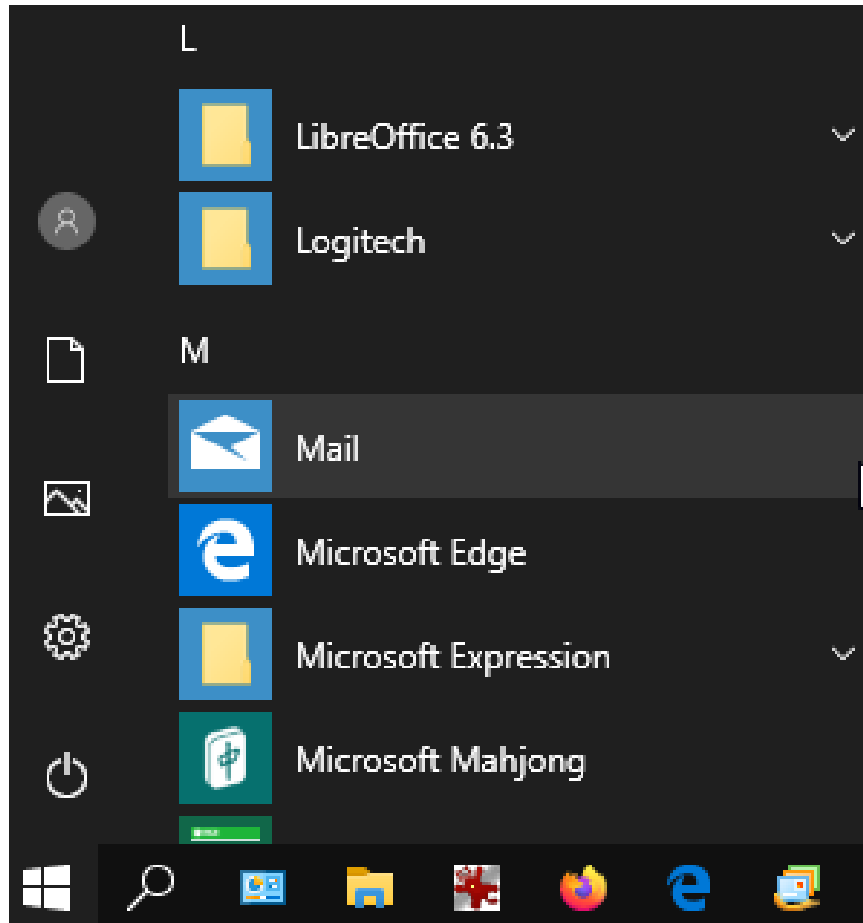 L
LibreOffice 6.3
Logitech
M
Mail
Microsoft Edge
Microsoft Expression
Microsoft Mahjong